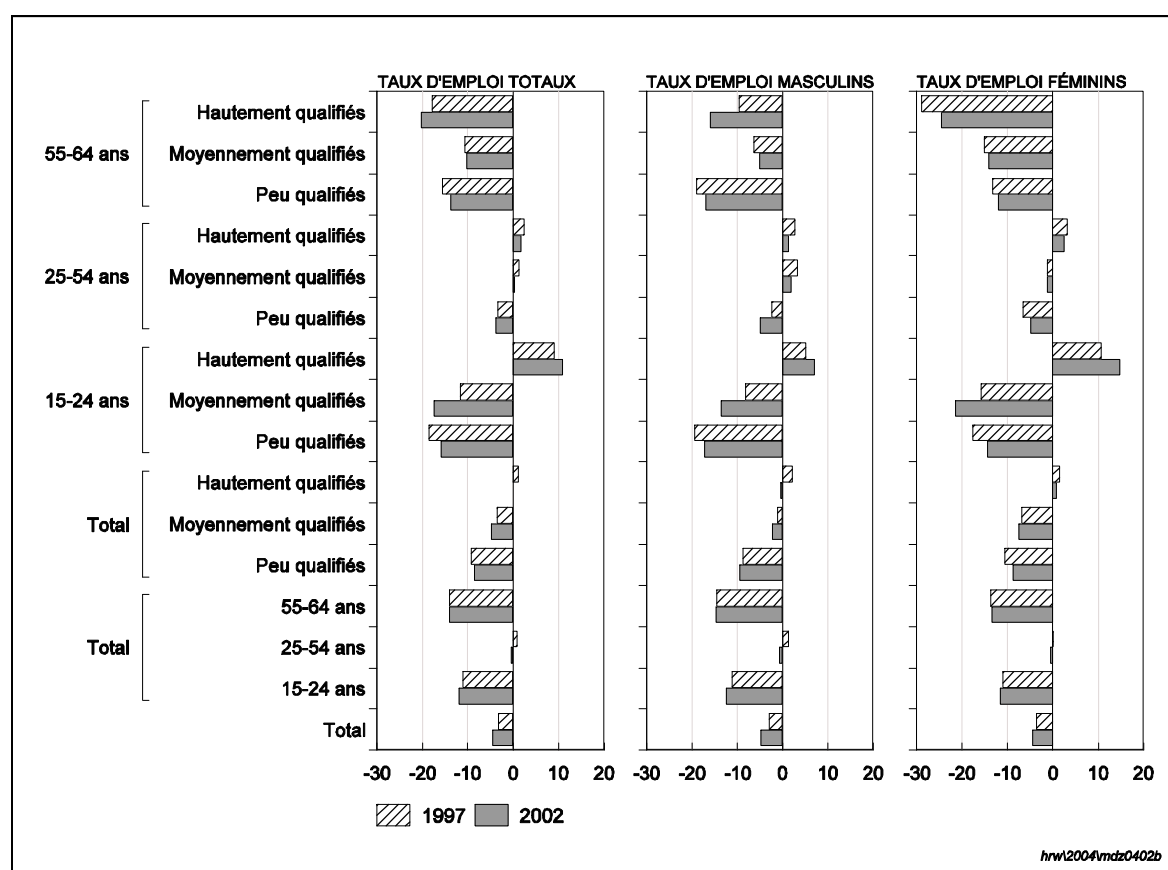 TAUX D'EMPLOI TOTAUX TAUX D'EMPLOI MASCULINS TAUX D'EMPLOI FÉMININS
Hautement qualifiés
55-64 ans Moyennement qualifiés
Peu qualifiés
Hautement qualifiés
25-54 ans Moyennement qualifiés
Peu qualifiés
Hautement qualifiés
15-24 ans Moyennement qualifiés
Peu qualifiés
Hautement qualifiés
Total Moyennement qualifiés
Peu qualifiés
55-64 ans
Total 25-54 ans
15-24 ans
Total
-30 -20 -10 0 10 20 -30 -20 -10 0 10 20 -30 -20 -10 0 10 20
1997 2002
hrw\2004\mdz0402b